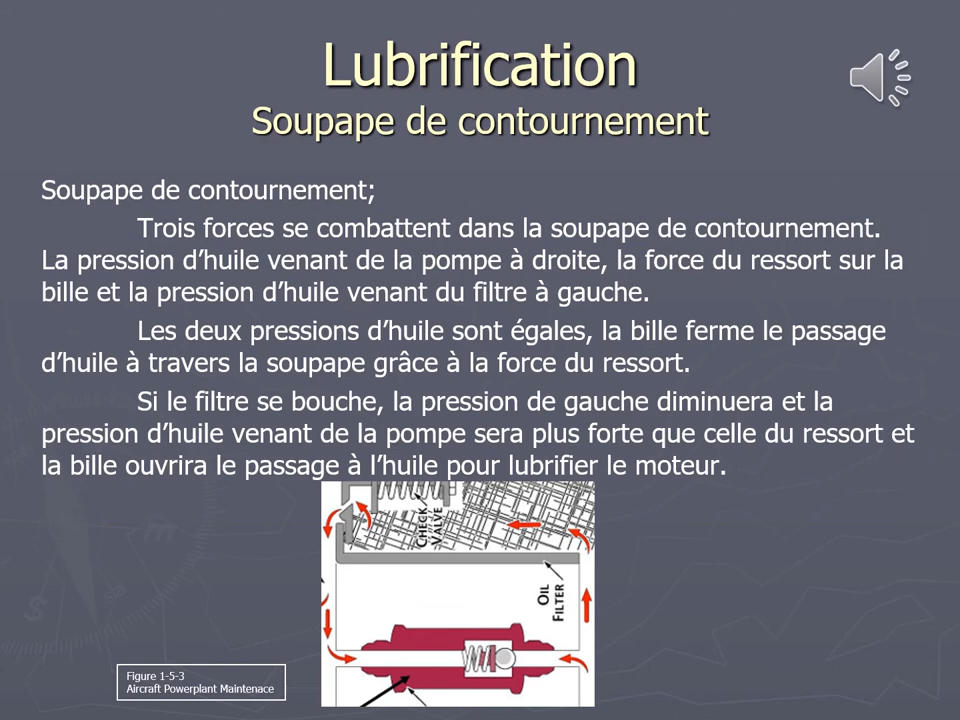 Lubrification
Soupape de contournement
Soupape de contournement;
Trois forces se combattent dans la soupape de contournement.
La pression d’huile venant de la pompe à droite, la force du ressort sur la
bille et la pression d’huile venant du filtre à gauche.
Les deux pressions d’huile sont égales, la bille ferme le passage
d’huile à travers la soupape grâce à la force du ressort.
Si le filtre se bouche, la pression de gauche diminuera et la
pression d’huile venant de la pompe sera plus forte que celle du ressort et
la bille ouvrira le passage à l’huile pour lubrifier le moteur.
CHECK
VALVE
OIL
FILTER
Figure 1-5-3
Aircraft Powerplant Maintenace